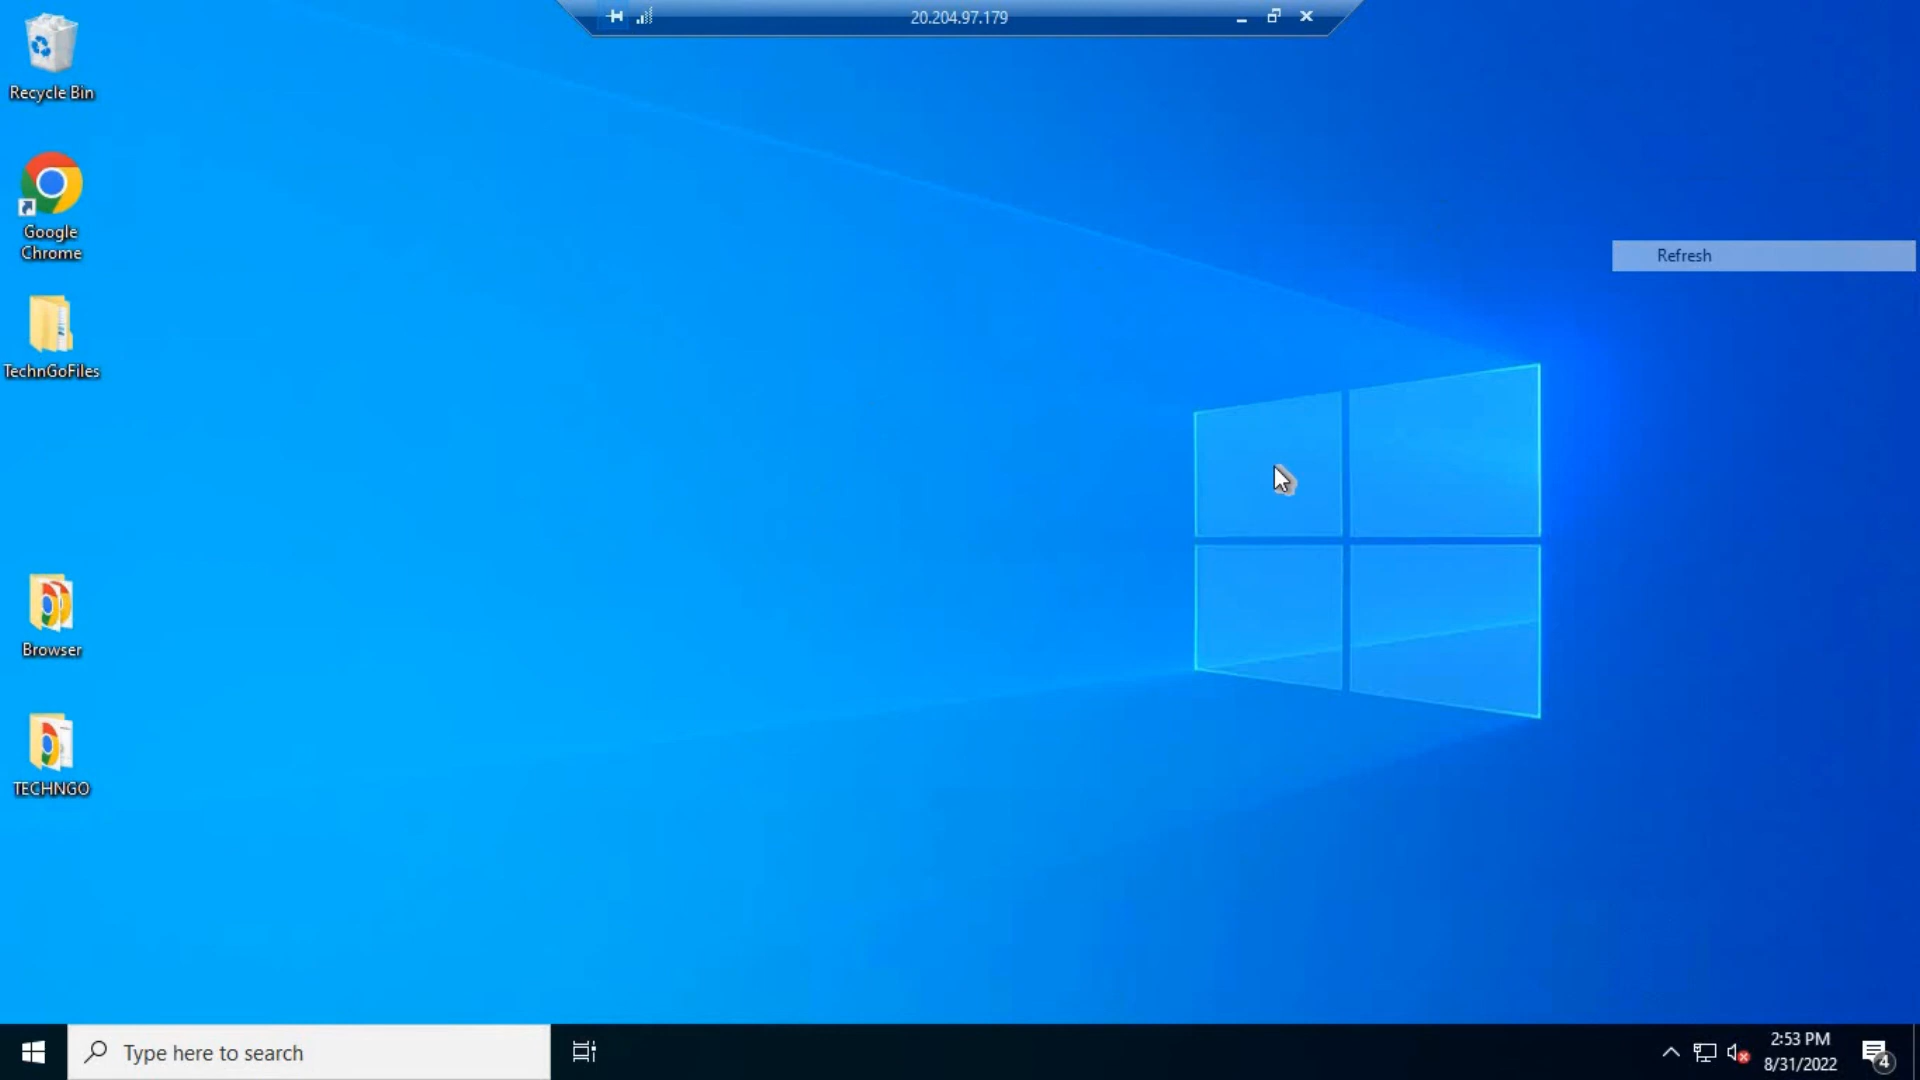 20.204.97.179
Recycle Bin
Google
Chrome
Refresh
TechnGoFiles
Browser
TECHNGO
Type here to search
2:53 PM
8/31/2022
4